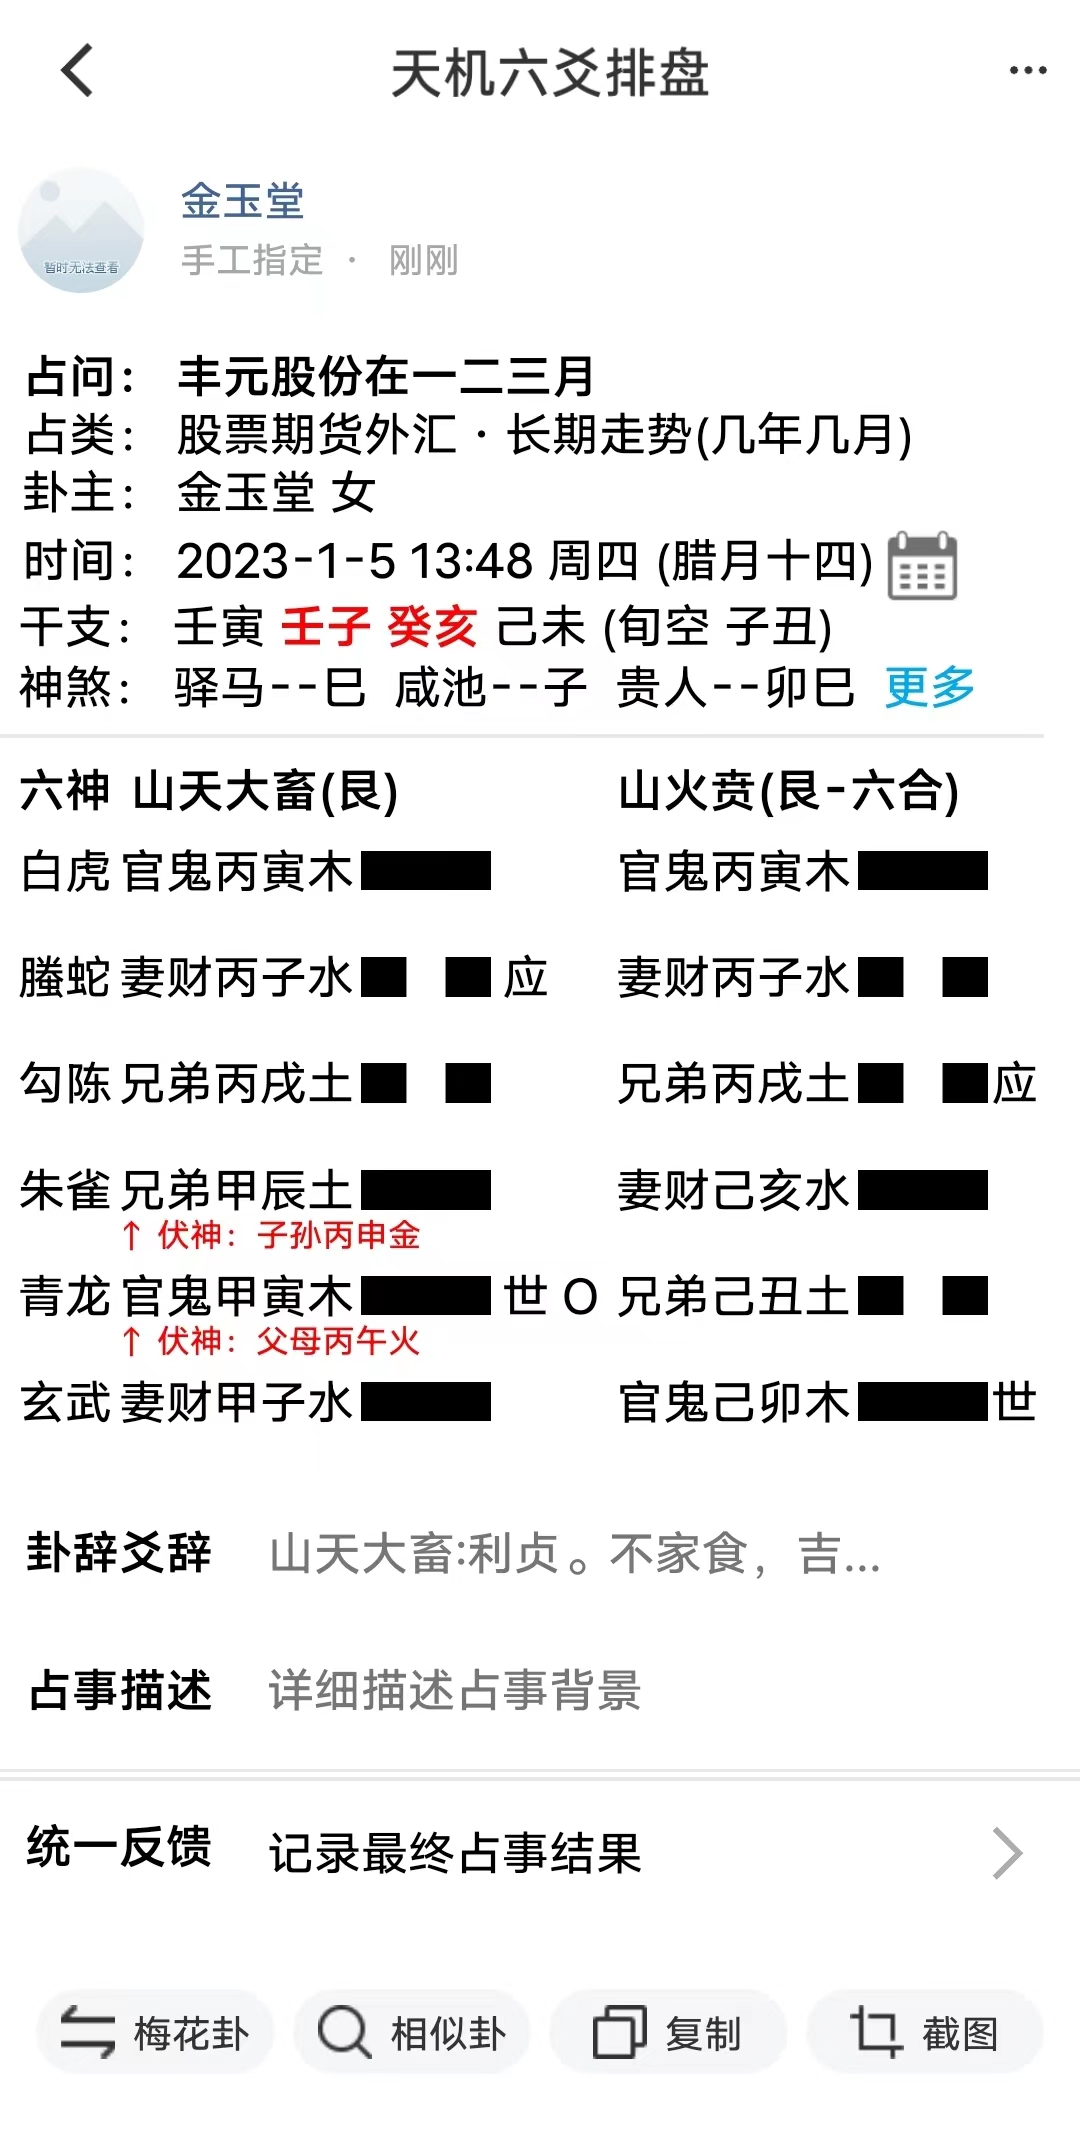 天机六爻排盘
金玉堂
暂时无法查看
手工指定 · 刚刚
占问： 丰元股份在一二三月
占类： 股票期货外汇 · 长期走势(几年几月)
卦主： 金玉堂 女
时间： 2023-1-5 13:48 周四 (腊月十四)
干支： 壬寅 壬子 癸亥 己未 (旬空 子丑)
神煞： 驿马--巳 咸池--子 贵人--卯巳 更多
六神 山天大畜(艮) 山火贲(艮-六合)
白虎 官鬼丙寅木 官鬼丙寅木
螣蛇 妻财丙子水 应 妻财丙子水
勾陈 兄弟丙戌土 兄弟丙戌土 应
朱雀 兄弟甲辰土 妻财己亥水
↑ 伏神：子孙丙申金
青龙 官鬼甲寅木 世 O 兄弟己丑土
↑ 伏神：父母丙午火
玄武 妻财甲子水 官鬼己卯木 世
卦辞爻辞 山天大畜:利贞。不家食，吉...
占事描述 详细描述占事背景
统一反馈 记录最终占事结果
梅花卦 相似卦 复制 截图